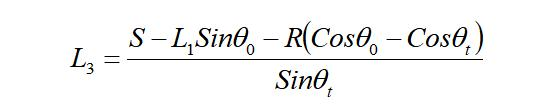 L₃ = (S − L₁Sinθ₀ − R(Cosθ₀ − Cosθₜ)) / Sinθₜ